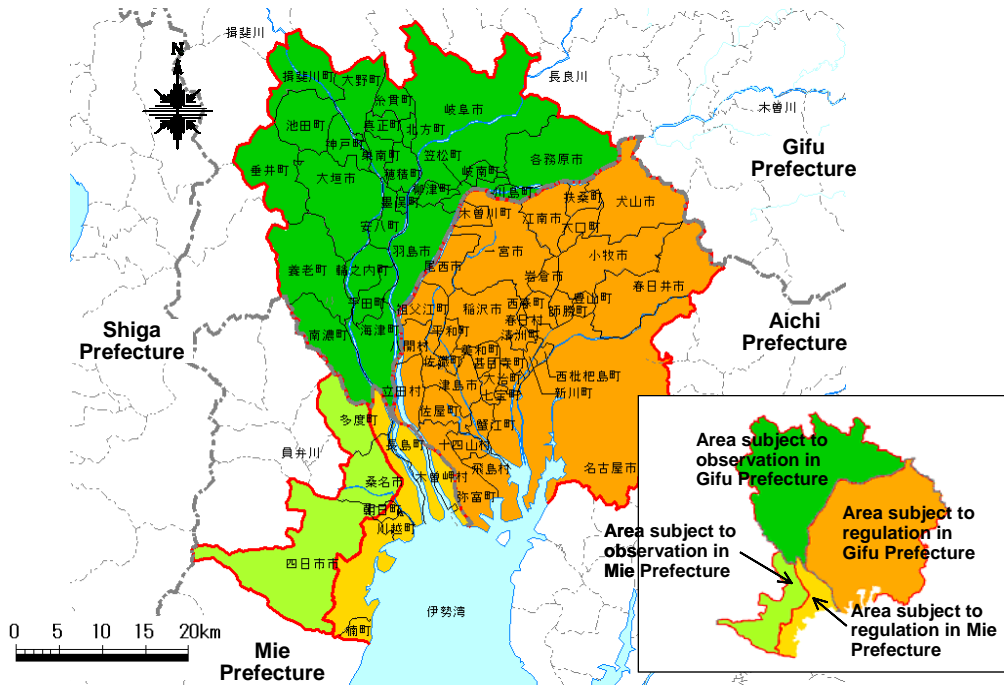 揖斐川
N
揖斐川町
大野町
長良川
糸貫町
岐阜市
木曽川
池田町
真正町
北方町
Gifu
Prefecture
神戸町
巣南町
笠松町
各務原市
垂井町
大垣市
穂積町
岐南町
柳津町
川島町
墨俣町
扶桑町
犬山市
木曽川町
江南市
大口町
安八町
羽島市
一宮市
小牧市
養老町
輪之内町
尾西市
岩倉市
春日井市
平田町
祖父江町
稲沢市
西春町
豊山町
師勝町
Shiga
Prefecture
南濃町
海津町
春日村
清洲町
Aichi
Prefecture
平和町
美和町
佐織町
甚目寺町
西枇杷島町
新川町
立田村
津島市
大治町
七宝町
多度町
佐屋町
蟹江町
員弁川
長島町
十四山村
飛島村
名古屋市
桑名市
木曽岬村
弥富町
朝日町
川越町
四日市市
伊勢湾
楠町
0 5 10 15 20km
Mie
Prefecture
Area subject to
observation in
Gifu Prefecture
Area subject to
regulation in
Gifu Prefecture
Area subject to
observation in
Mie Prefecture
Area subject to
regulation in Mie
Prefecture